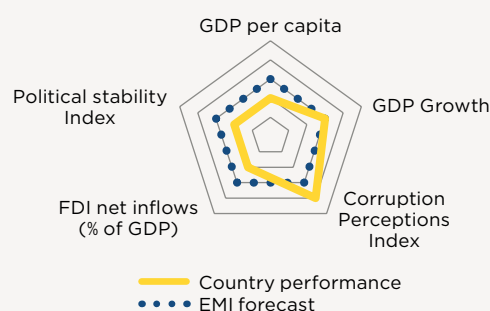 GDP per capita
Political stability
Index
GDP Growth
FDI net inflows
(% of GDP)
Corruption
Perceptions
Index
Country performance
EMI forecast